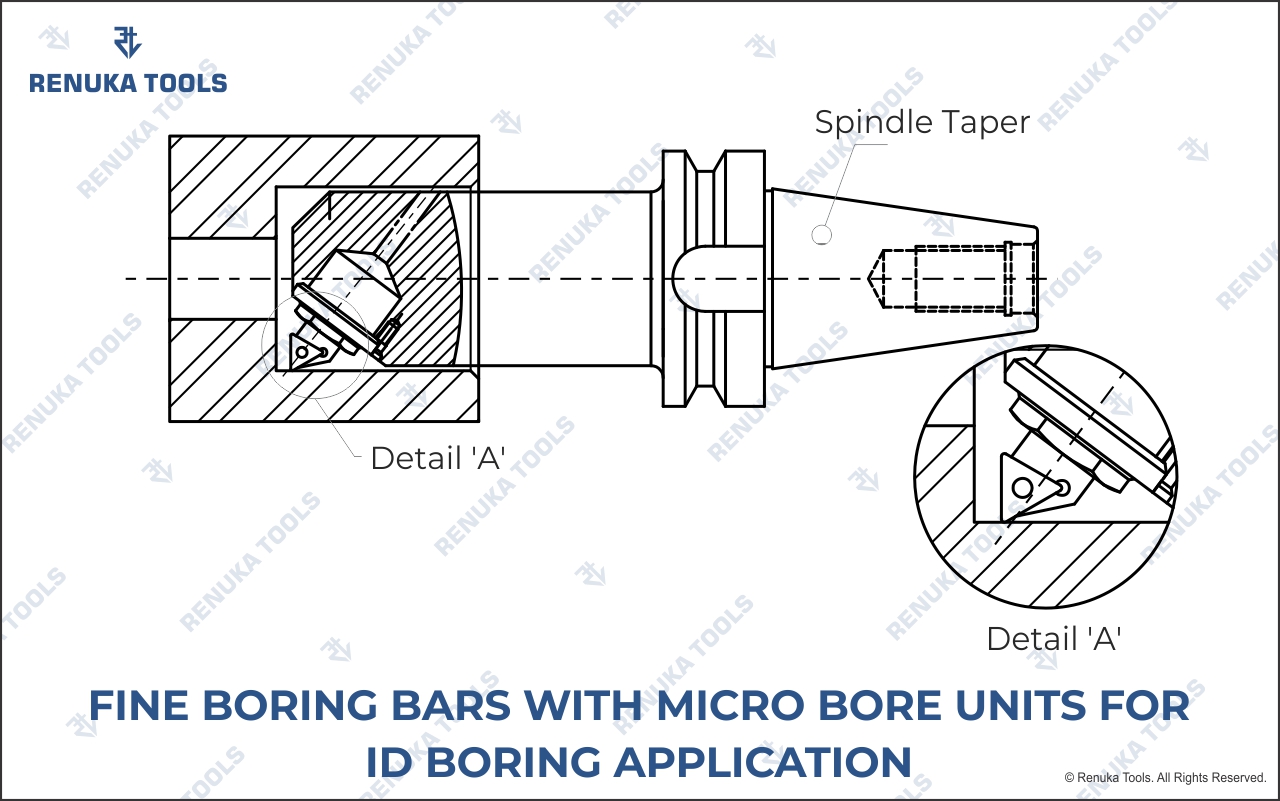 RENUKA TOOLS
Spindle Taper
Detail 'A'
Detail 'A'
FINE BORING BARS WITH MICRO BORE UNITS FOR
ID BORING APPLICATION
© Renuka Tools. All Rights Reserved.